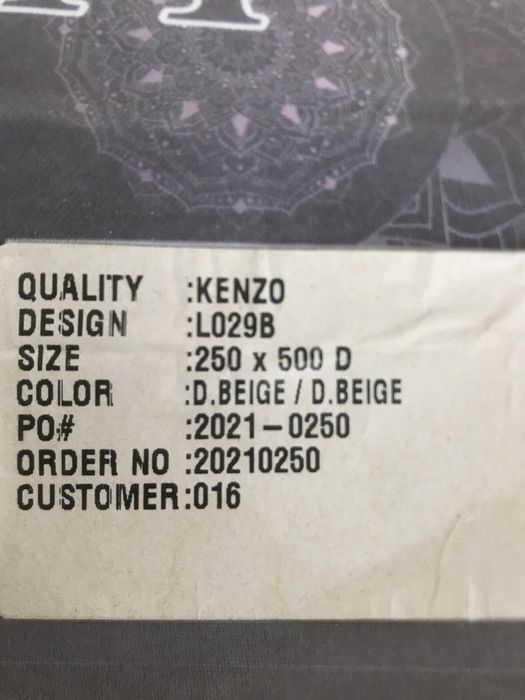 QUALITY :KENZO
DESIGN :L029B
SIZE :250 x 500 D
COLOR :D.BEIGE / D.BEIGE
PO# :2021-0250
ORDER NO :20210250
CUSTOMER:016